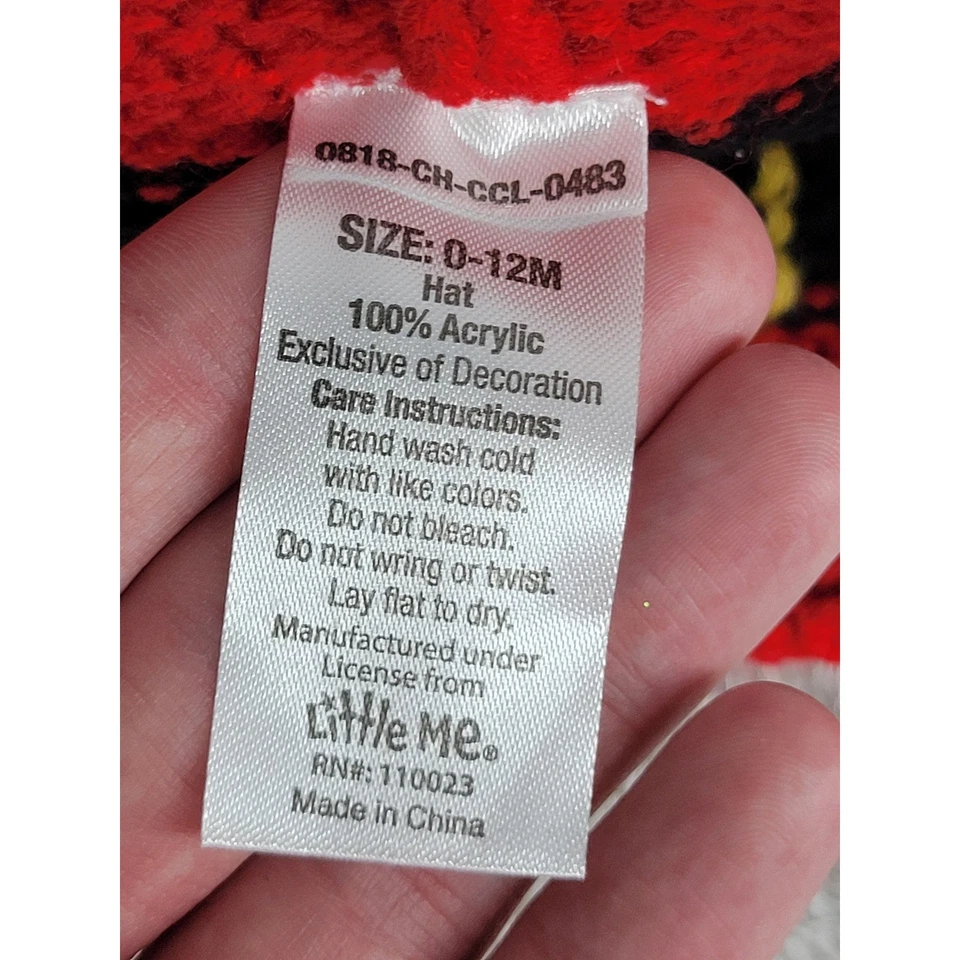 0818-CH-CCL-0483
SIZE: 0-12M
Hat
100% Acrylic
Exclusive of Decoration
Care Instructions:
Hand wash cold
with like colors.
Do not bleach.
Do not wring or twist.
Lay flat to dry.
Manufactured under
License from
Little Me®
RN#: 110023
Made in China